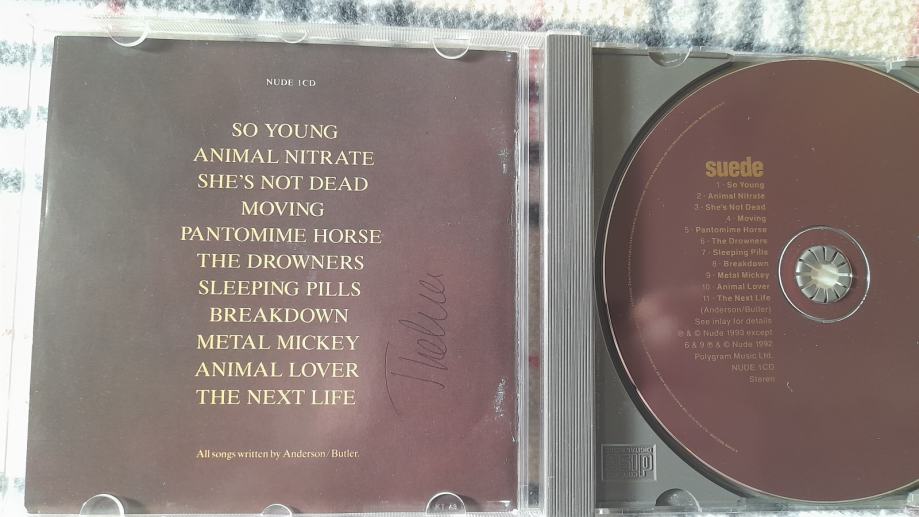 NUDE 1CD
SO YOUNG
ANIMAL NITRATE
SHE'S NOT DEAD
MOVING
PANTOMIME HORSE
THE DROWNERS
SLEEPING PILLS
BREAKDOWN
METAL MICKEY
ANIMAL LOVER
THE NEXT LIFE
All songs written by Anderson/Butler.
suede
1 · So Young
2 · Animal Nitrate
3 · She's Not Dead
4 · Moving
5 · Pantomime Horse
6 · The Drowners
7 · Sleeping Pills
8 · Breakdown
9 · Metal Mickey
10 · Animal Lover
11 · The Next Life
(Anderson/Butler)
See inlay for details
℗ & © Nude 1993 except
6 & 9 ℗ & © Nude 1992
Polygram Music Ltd.
NUDE 1CD
Stereo